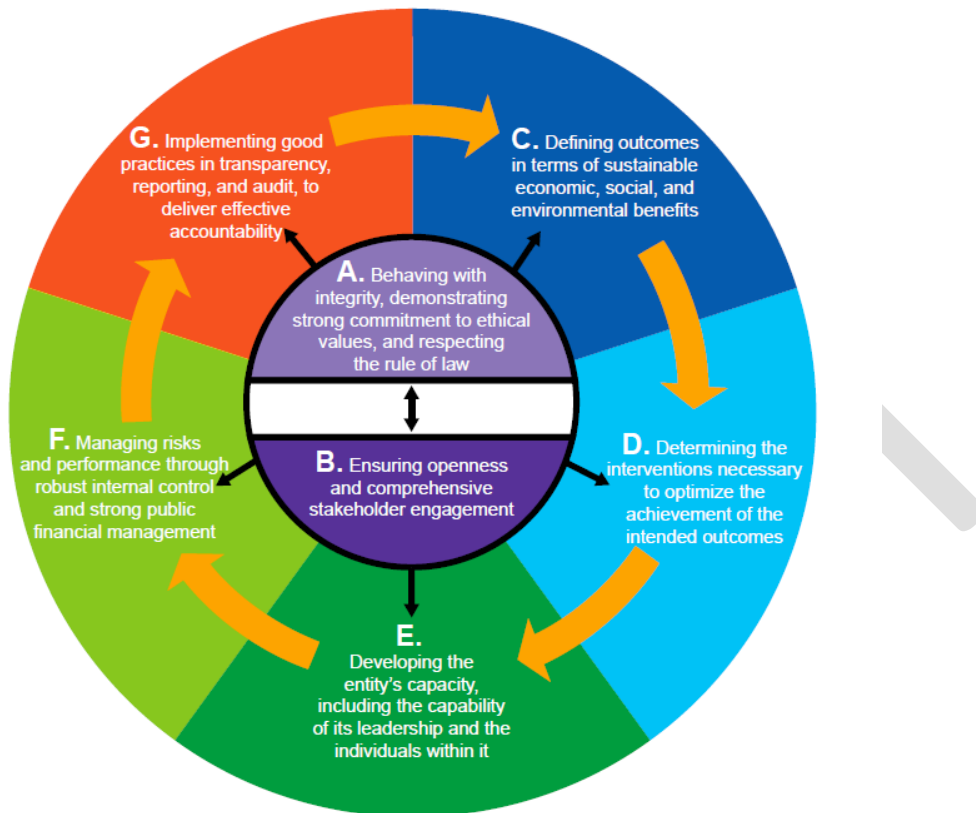 A. Behaving with
integrity, demonstrating
strong commitment to ethical
values, and respecting
the rule of law
B. Ensuring openness
and comprehensive
stakeholder engagement
C. Defining outcomes
in terms of sustainable
economic, social, and
environmental benefits
D. Determining the
interventions necessary
to optimize the
achievement of the
intended outcomes
E.
Developing the
entity's capacity,
including the capability
of its leadership and the
individuals within it
F. Managing risks
and performance through
robust internal control
and strong public
financial management
G. Implementing good
practices in transparency,
reporting, and audit, to
deliver effective
accountability